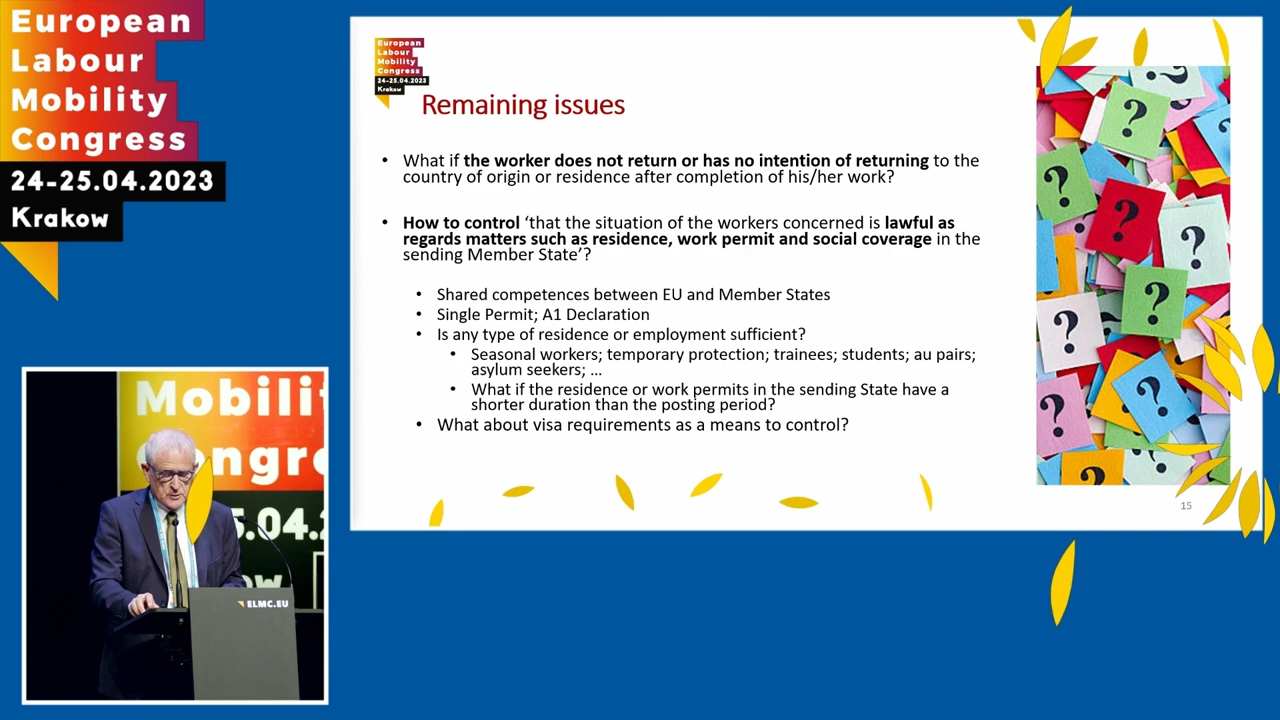 European
Labour
Mobility
Congress
24-25.04.2023
Krakow
European
Labour
Mobility
Congress
24-25.04.2023
Krakow
Remaining issues
• What if the worker does not return or has no intention of returning to the
country of origin or residence after completion of his/her work?
• How to control ‘that the situation of the workers concerned is lawful as
regards matters such as residence, work permit and social coverage in the
sending Member State’?
• Shared competences between EU and Member States
• Single Permit; A1 Declaration
• Is any type of residence or employment sufficient?
• Seasonal workers; temporary protection; trainees; students; au pairs;
asylum seekers; …
• What if the residence or work permits in the sending State have a
shorter duration than the posting period?
• What about visa requirements as a means to control?
? ? ? ? ? ? ? ? ? ?
15
Mobili
ongre
5.04.
ow
ELMC.EU